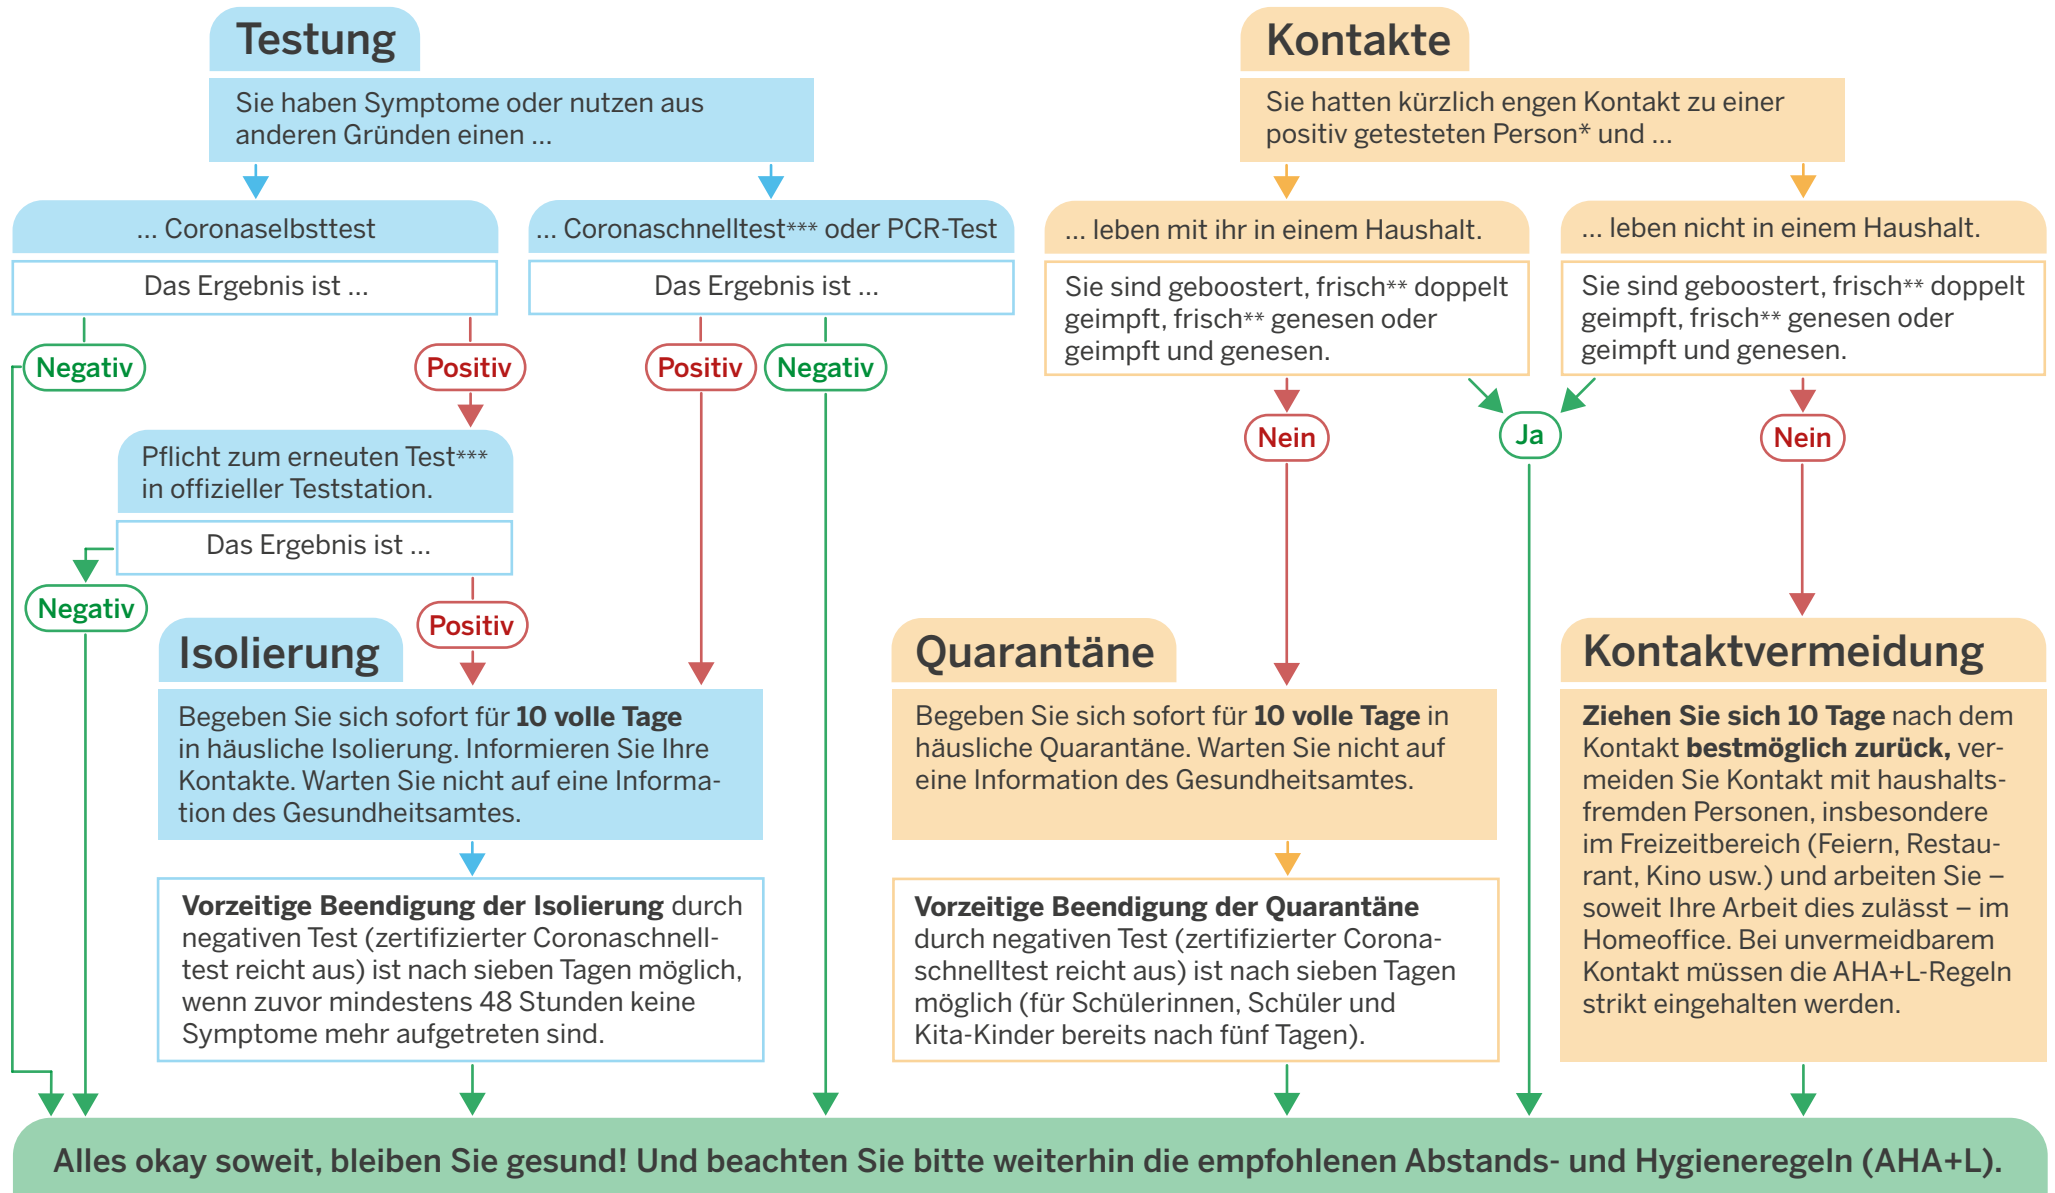 Testung
Sie haben Symptome oder nutzen aus
anderen Gründen einen ...
... Coronaselbsttest
Das Ergebnis ist ...
Negativ
Positiv
Pflicht zum erneuten Test***
in offizieller Teststation.
Das Ergebnis ist ...
Negativ
Positiv
... Coronaschnelltest*** oder PCR-Test
Das Ergebnis ist ...
Positiv
Negativ
Isolierung
Begeben Sie sich sofort für 10 volle Tage
in häusliche Isolierung. Informieren Sie Ihre
Kontakte. Warten Sie nicht auf eine Informa-
tion des Gesundheitsamtes.
Vorzeitige Beendigung der Isolierung durch
negativen Test (zertifizierter Coronaschnell-
test reicht aus) ist nach sieben Tagen möglich,
wenn zuvor mindestens 48 Stunden keine
Symptome mehr aufgetreten sind.
Kontakte
Sie hatten kürzlich engen Kontakt zu einer
positiv getesteten Person* und ...
... leben mit ihr in einem Haushalt.
Sie sind geboostert, frisch** doppelt
geimpft, frisch** genesen oder
geimpft und genesen.
... leben nicht in einem Haushalt.
Sie sind geboostert, frisch** doppelt
geimpft, frisch** genesen oder
geimpft und genesen.
Nein
Ja
Nein
Quarantäne
Begeben Sie sich sofort für 10 volle Tage in
häusliche Quarantäne. Warten Sie nicht auf
eine Information des Gesundheitsamtes.
Vorzeitige Beendigung der Quarantäne
durch negativen Test (zertifizierter Corona-
schnelltest reicht aus) ist nach sieben Tagen
möglich (für Schülerinnen, Schüler und
Kita-Kinder bereits nach fünf Tagen).
Kontaktvermeidung
Ziehen Sie sich 10 Tage nach dem
Kontakt bestmöglich zurück, ver-
meiden Sie Kontakt mit haushalts-
fremden Personen, insbesondere
im Freizeitbereich (Feiern, Restau-
rant, Kino usw.) und arbeiten Sie –
soweit Ihre Arbeit dies zulässt – im
Homeoffice. Bei unvermeidbarem
Kontakt müssen die AHA+L-Regeln
strikt eingehalten werden.
Alles okay soweit, bleiben Sie gesund! Und beachten Sie bitte weiterhin die empfohlenen Abstands- und Hygieneregeln (AHA+L).